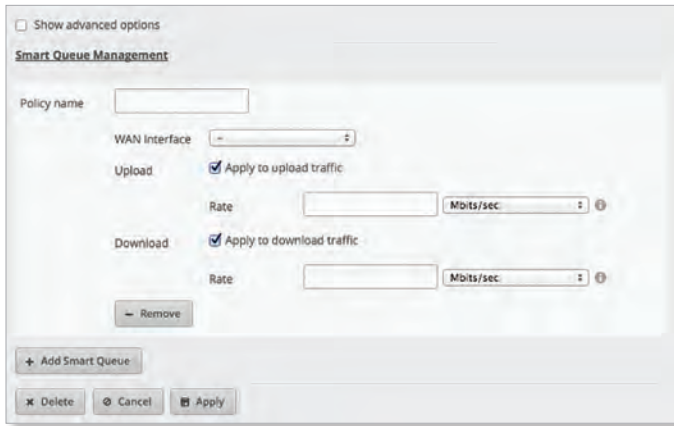 Show advanced options
Smart Queue Management
Policy name
WAN Interface -
Upload Apply to upload traffic
Rate Mbits/sec
Download Apply to download traffic
Rate Mbits/sec
− Remove
+ Add Smart Queue
Delete Cancel Apply